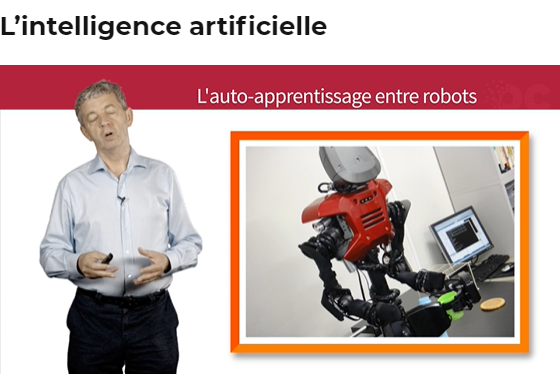 L’intelligence artificielle
L'auto-apprentissage entre robots